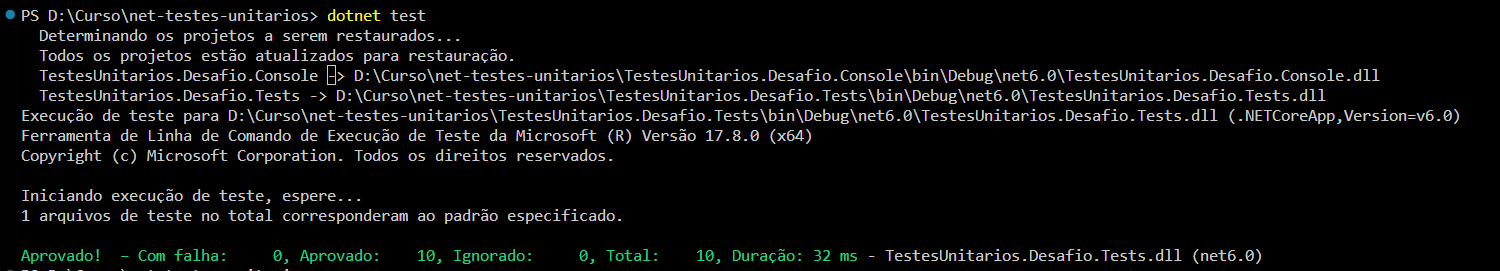 PS D:\Curso\net-testes-unitarios> dotnet test
Determinando os projetos a serem restaurados...
Todos os projetos estão atualizados para restauração.
TestesUnitarios.Desafio.Console -> D:\Curso\net-testes-unitarios\TestesUnitarios.Desafio.Console\bin\Debug\net6.0\TestesUnitarios.Desafio.Console.dll
TestesUnitarios.Desafio.Tests -> D:\Curso\net-testes-unitarios\TestesUnitarios.Desafio.Tests\bin\Debug\net6.0\TestesUnitarios.Desafio.Tests.dll
Execução de teste para D:\Curso\net-testes-unitarios\TestesUnitarios.Desafio.Tests\bin\Debug\net6.0\TestesUnitarios.Desafio.Tests.dll (.NETCoreApp,Version=v6.0)
Ferramenta de Linha de Comando de Execução de Teste da Microsoft (R) Versão 17.8.0 (x64)
Copyright (c) Microsoft Corporation. Todos os direitos reservados.
Iniciando execução de teste, espere...
1 arquivos de teste no total corresponderam ao padrão especificado.
Aprovado!  – Com falha:     0, Aprovado:    10, Ignorado:     0, Total:    10, Duração: 32 ms - TestesUnitarios.Desafio.Tests.dll (net6.0)